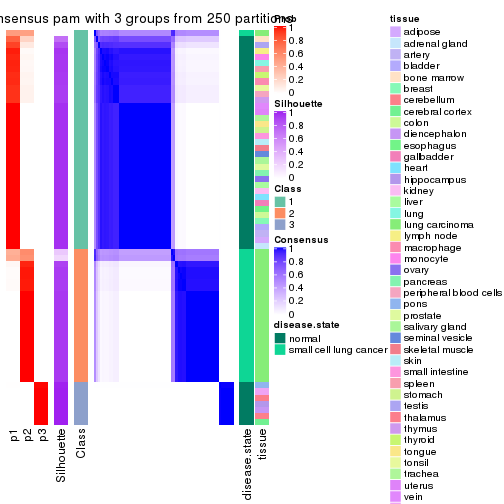 nsensus pam with 3 groups from 250 partitions
Prob
1
0.8
0.6
0.4
0.2
0
Silhouette
1
0.8
0.6
0.4
0.2
0
Class
1
2
3
Consensus
1
0.8
0.6
0.4
0.2
0
disease.state
normal
small cell lung cancer
tissue
adipose
adrenal gland
artery
bladder
bone marrow
breast
cerebellum
cerebral cortex
colon
diencephalon
esophagus
gallbadder
heart
hippocampus
kidney
liver
lung
lung carcinoma
lymph node
macrophage
monocyte
ovary
pancreas
peripheral blood cells
pons
prostate
salivary gland
seminal vesicle
skeletal muscle
skin
small intestine
spleen
stomach
testis
thalamus
thymus
thyroid
tongue
tonsil
trachea
uterus
vein
p1
p2
p3
Silhouette
Class
disease.state
tissue